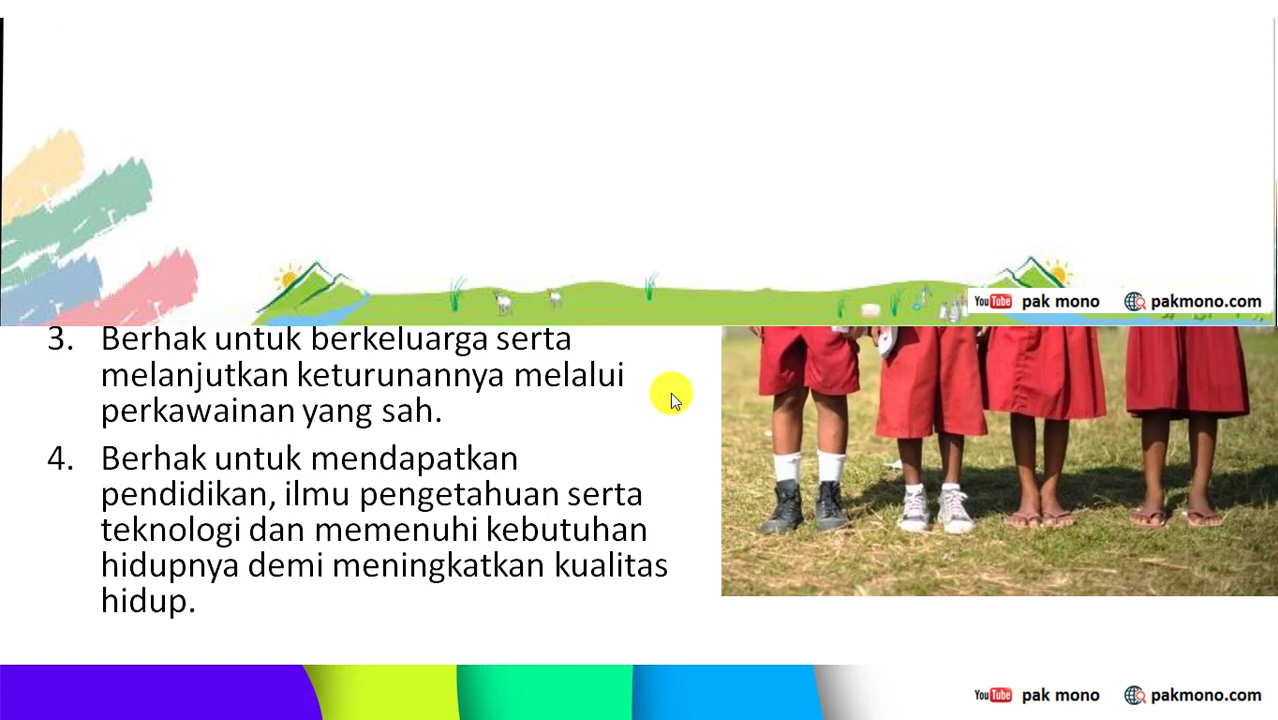 YouTube pak mono pakmono.com
3. Berhak untuk berkeluarga serta
melanjutkan keturunannya melalui
perkawainan yang sah.
4. Berhak untuk mendapatkan
pendidikan, ilmu pengetahuan serta
teknologi dan memenuhi kebutuhan
hidupnya demi meningkatkan kualitas
hidup.
YouTube pak mono pakmono.com